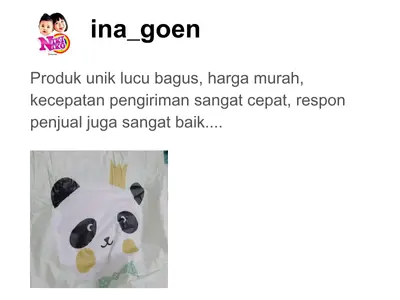 ina_goen
Produk unik lucu bagus, harga murah,
kecepatan pengiriman sangat cepat, respon
penjual juga sangat baik....